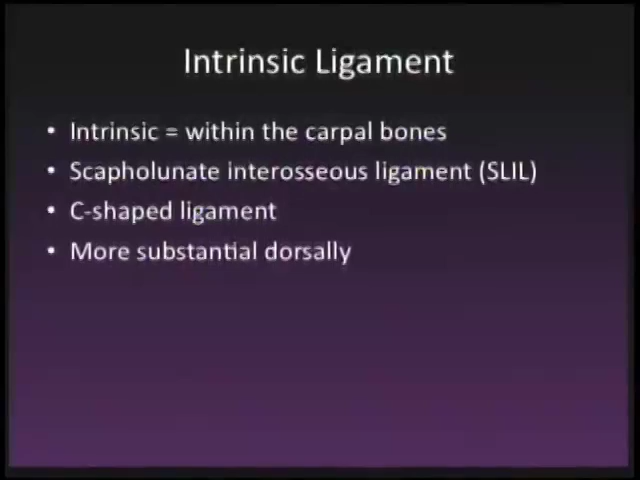 Intrinsic Ligament
• Intrinsic = within the carpal bones
• Scapholunate interosseous ligament (SLIL)
• C-shaped ligament
• More substantial dorsally